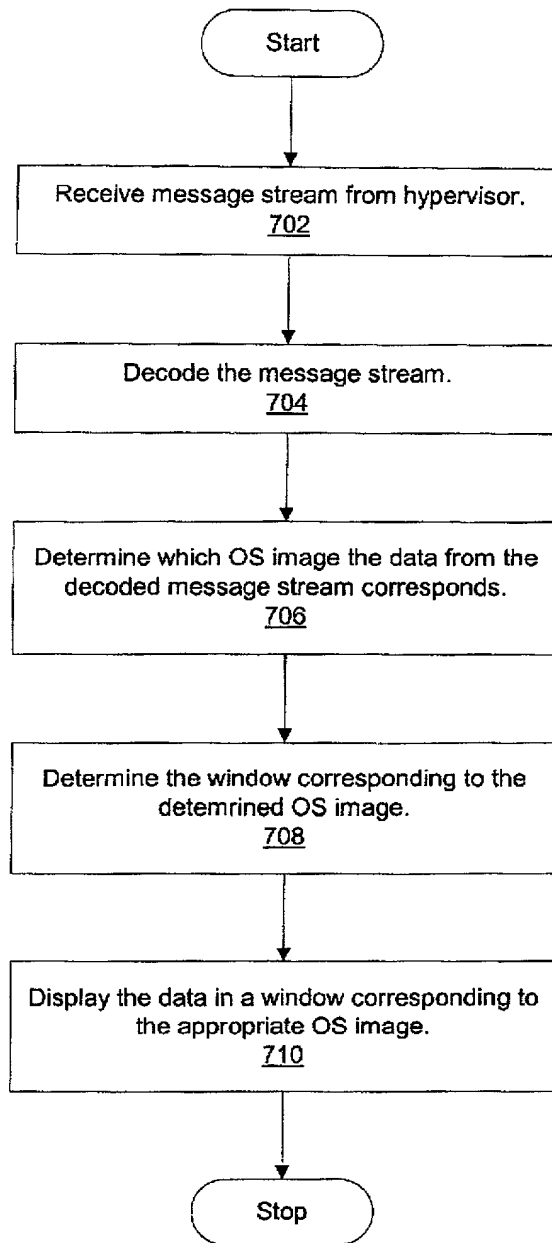 Start
Receive message stream from hypervisor.
702
Decode the message stream.
704
Determine which OS image the data from the
decoded message stream corresponds.
706
Determine the window corresponding to the
detemrined OS image.
708
Display the data in a window corresponding to
the appropriate OS image.
710
Stop